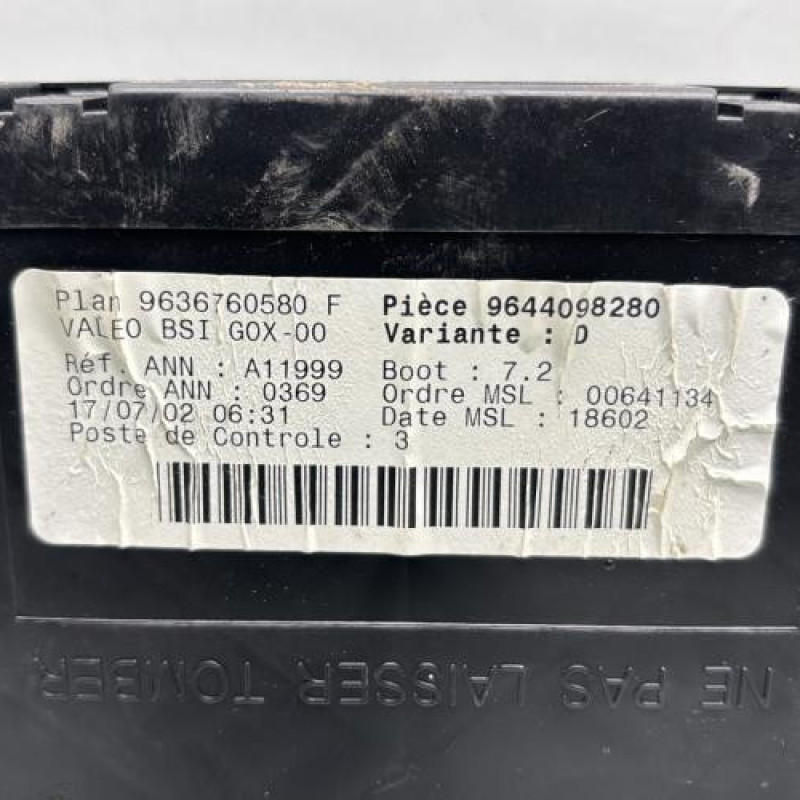 Plan 9636760580 F Pièce 9644098280
VALEO BSI G0X-00 Variante : D
Réf. ANN : A11999 Boot : 7.2
Ordre ANN : 0369 Ordre MSL : 00641134
17/07/02 06:31 Date MSL : 18602
Poste de Controle : 3
NE PAS LAISSER TOMBER